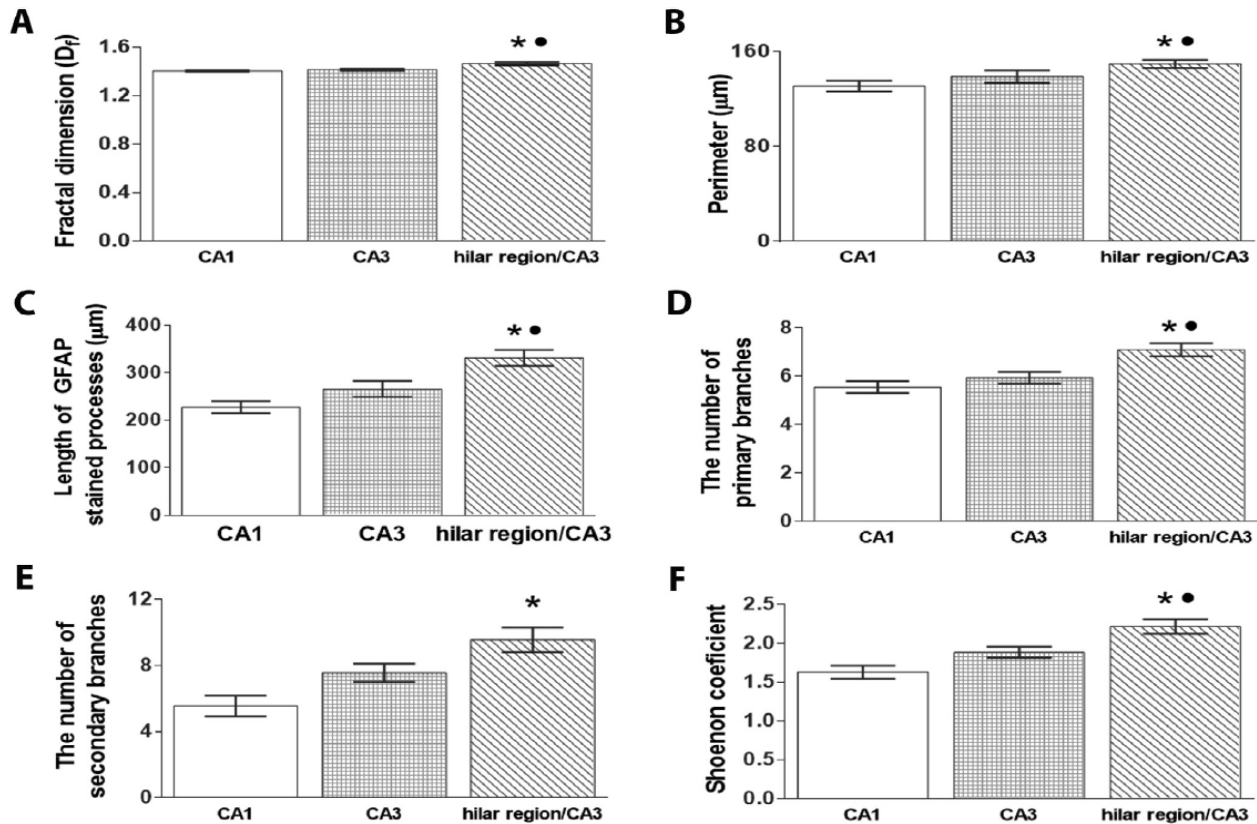 A
Fractal dimension (Df)
1.6
1.2
0.8
0.4
0.0
* •
CA1 CA3 hilar region/CA3
B
Perimeter (µm)
160
80
0
* •
CA1 CA3 hilar region/CA3
C
Length of GFAP
stained processes (µm)
400
300
200
100
0
* •
CA1 CA3 hilar region/CA3
D
The number of
primary branches
8
6
4
2
0
* •
CA1 CA3 hilar region/CA3
E
The number of
secondary branches
12
8
4
0
*
CA1 CA3 hilar region/CA3
F
Shoenon coeficient
2.5
2.0
1.5
1.0
0.5
0.0
* •
CA1 CA3 hilar region/CA3